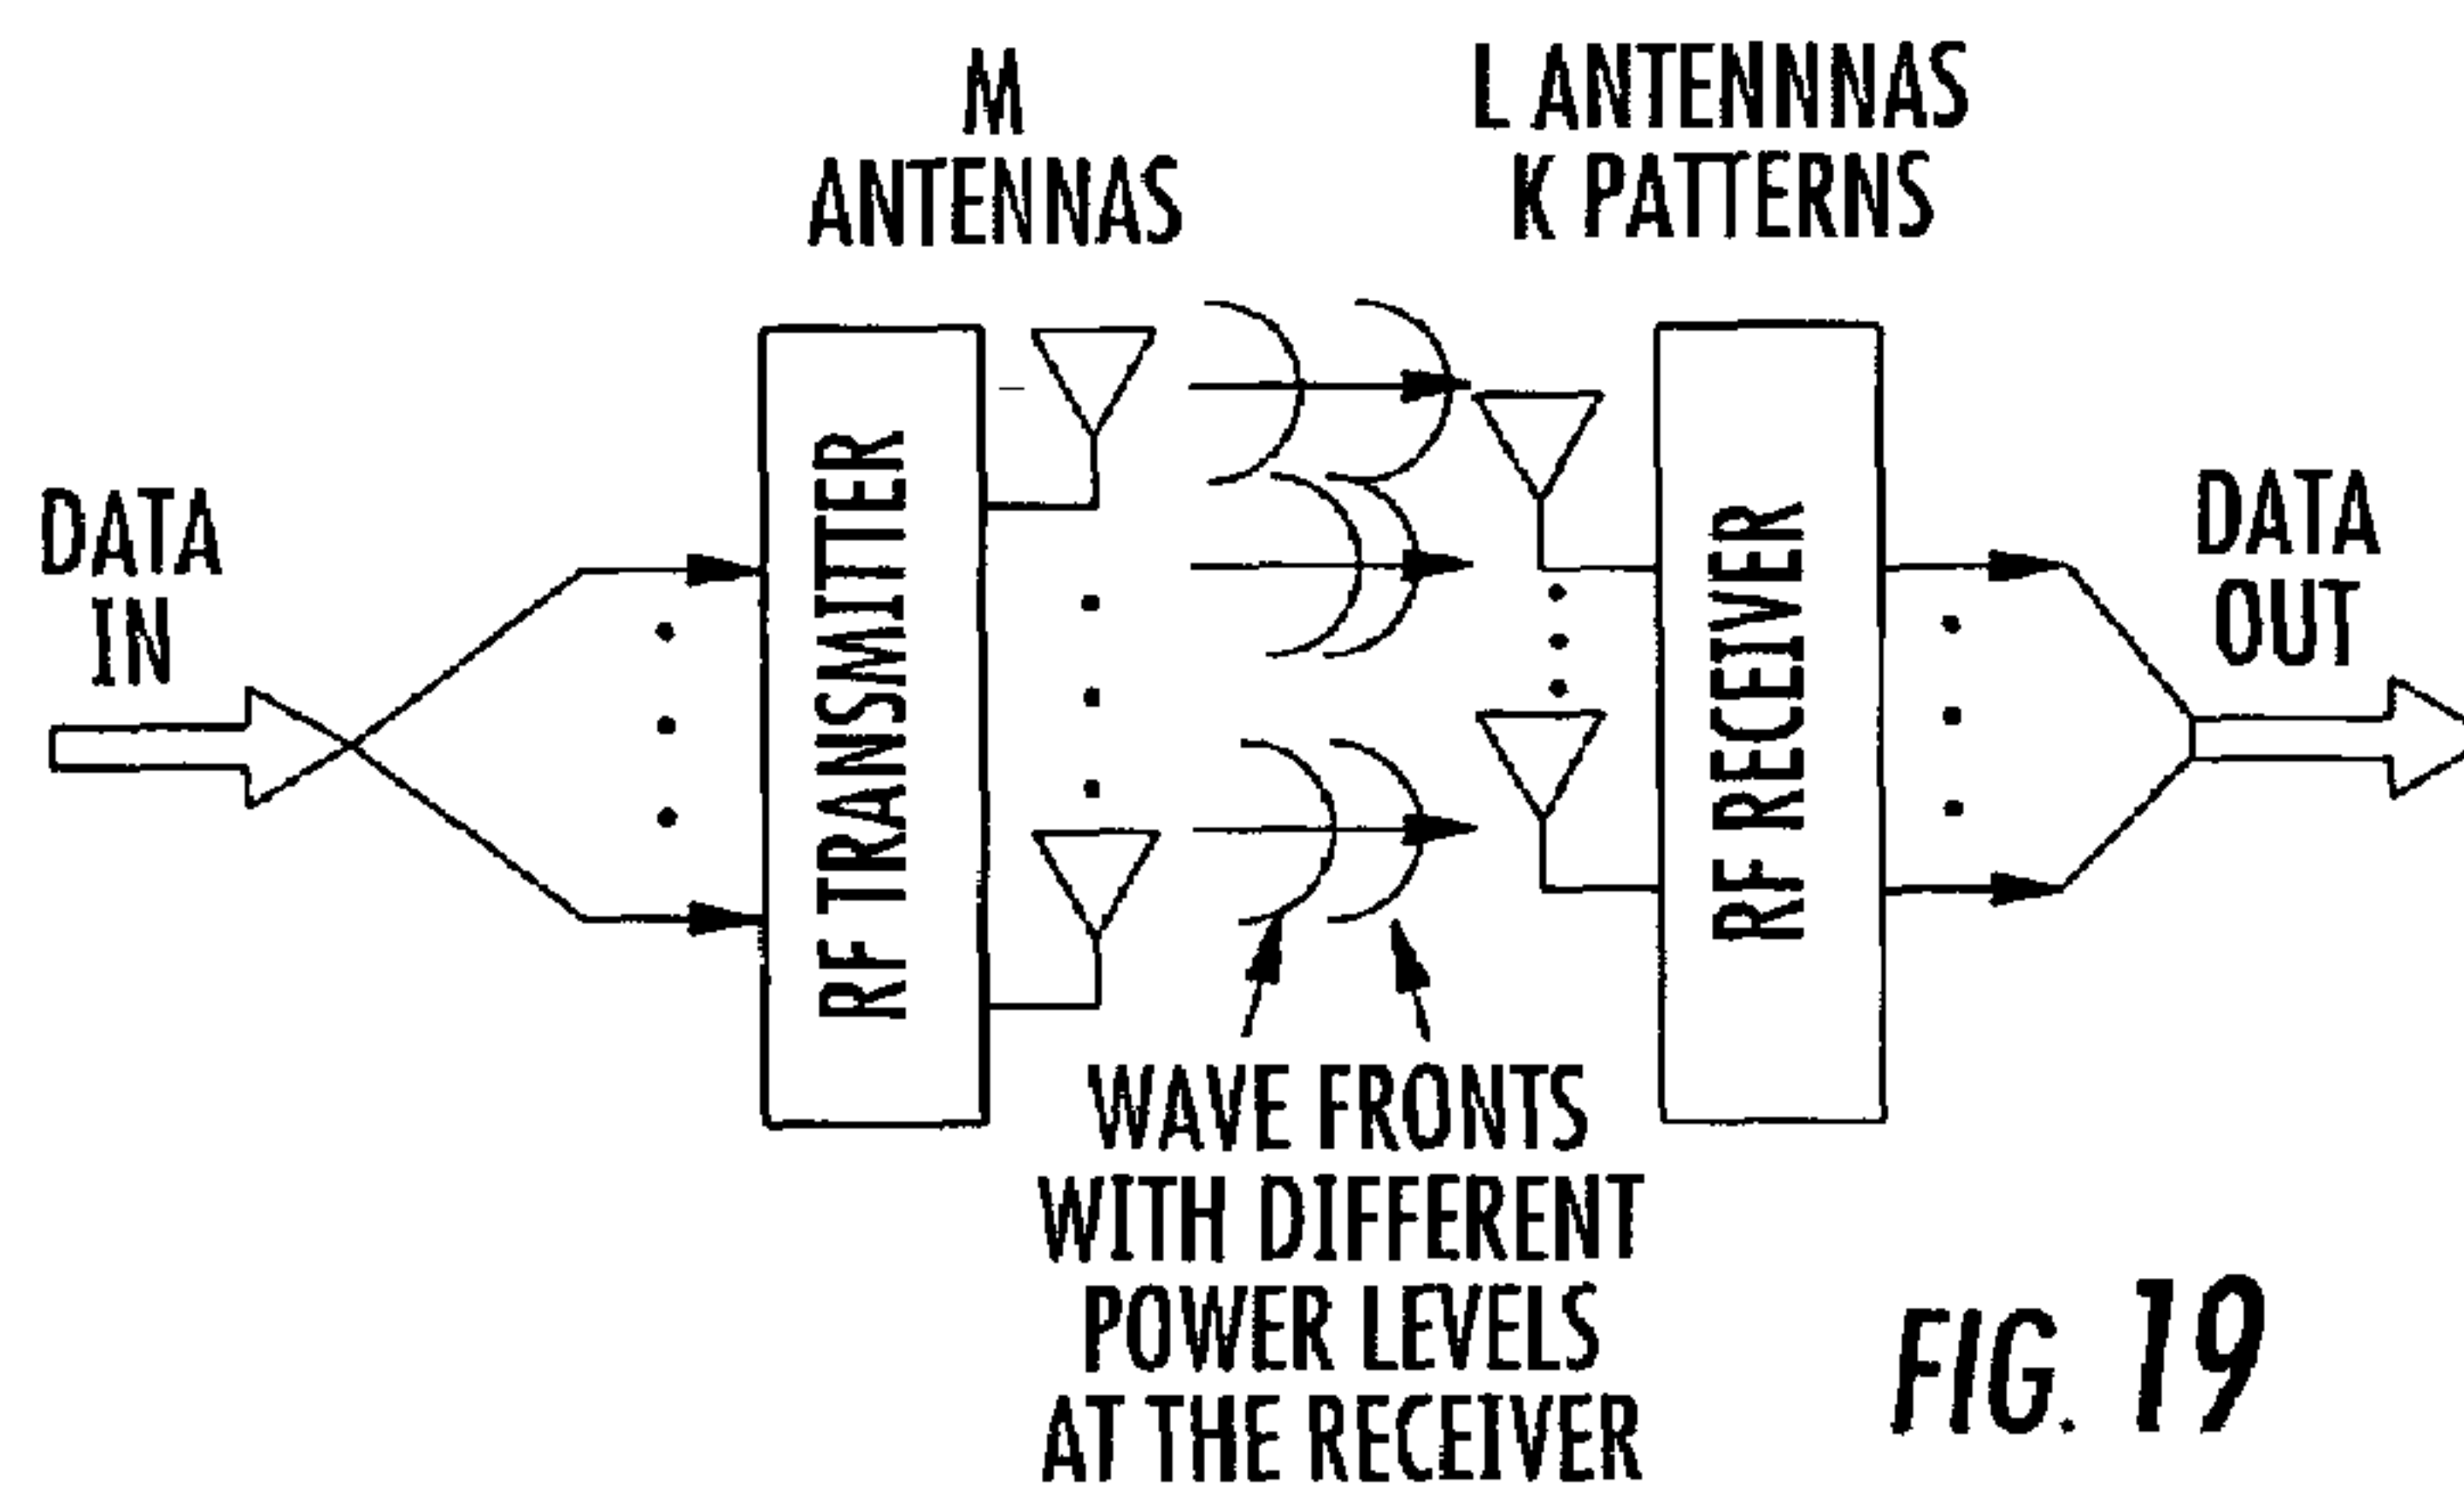 M
ANTENNAS
L ANTENNNAS
K PATTERNS
DATA
IN
RF TRANSMITTER
RF RECEIVER
DATA
OUT
WAVE FRONTS
WITH DIFFERENT
POWER LEVELS
AT THE RECEIVER
FIG. 19